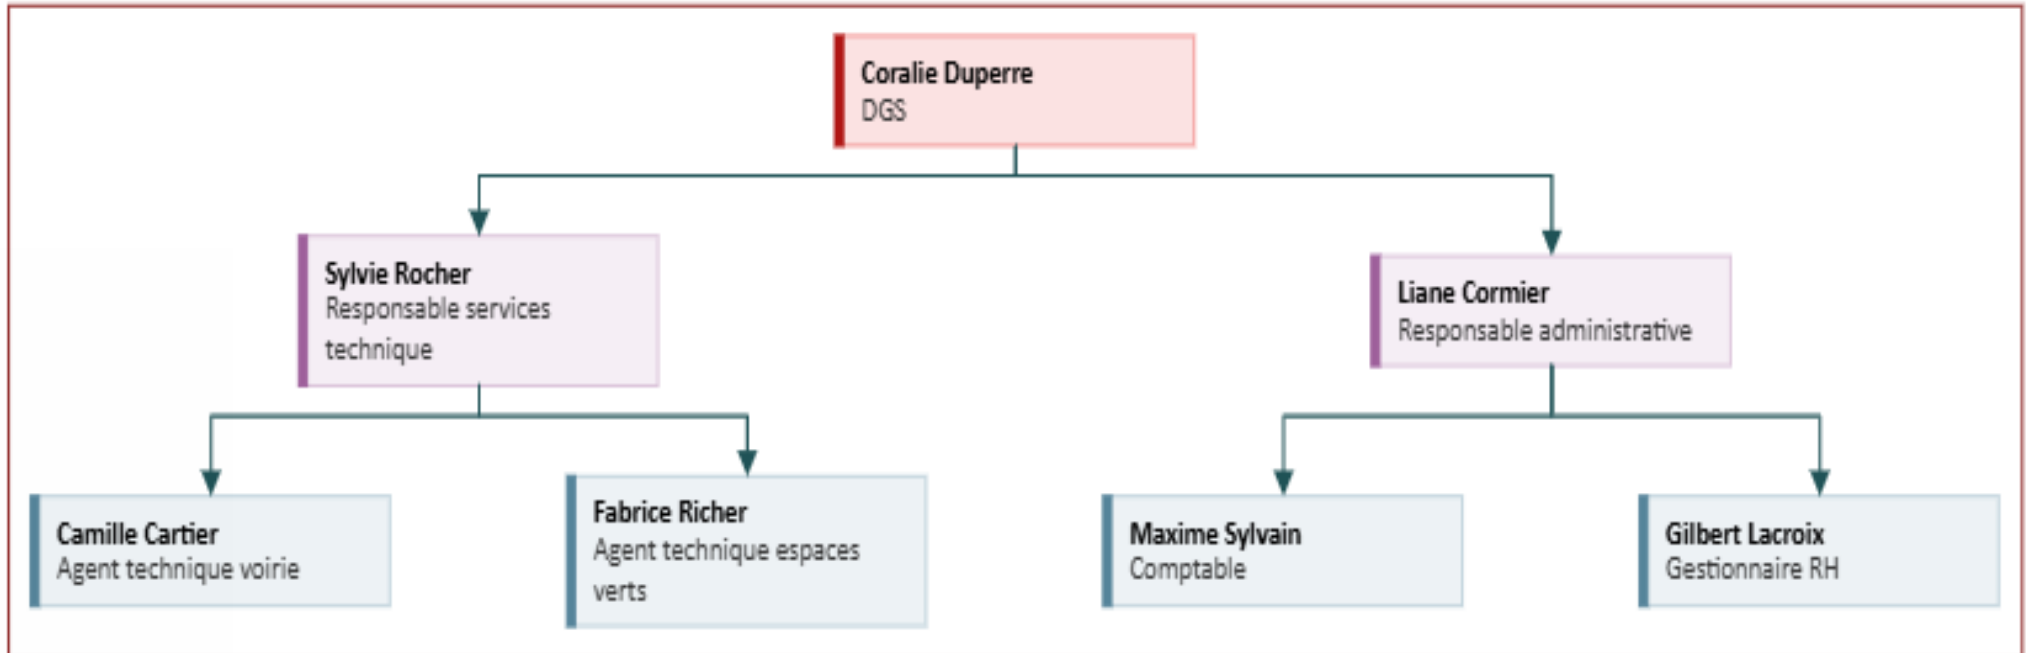 Coralie Duperre
DGS
Sylvie Rocher
Responsable services
technique
Liane Cormier
Responsable administrative
Camille Cartier
Agent technique voirie
Fabrice Richer
Agent technique espaces
verts
Maxime Sylvain
Comptable
Gilbert Lacroix
Gestionnaire RH